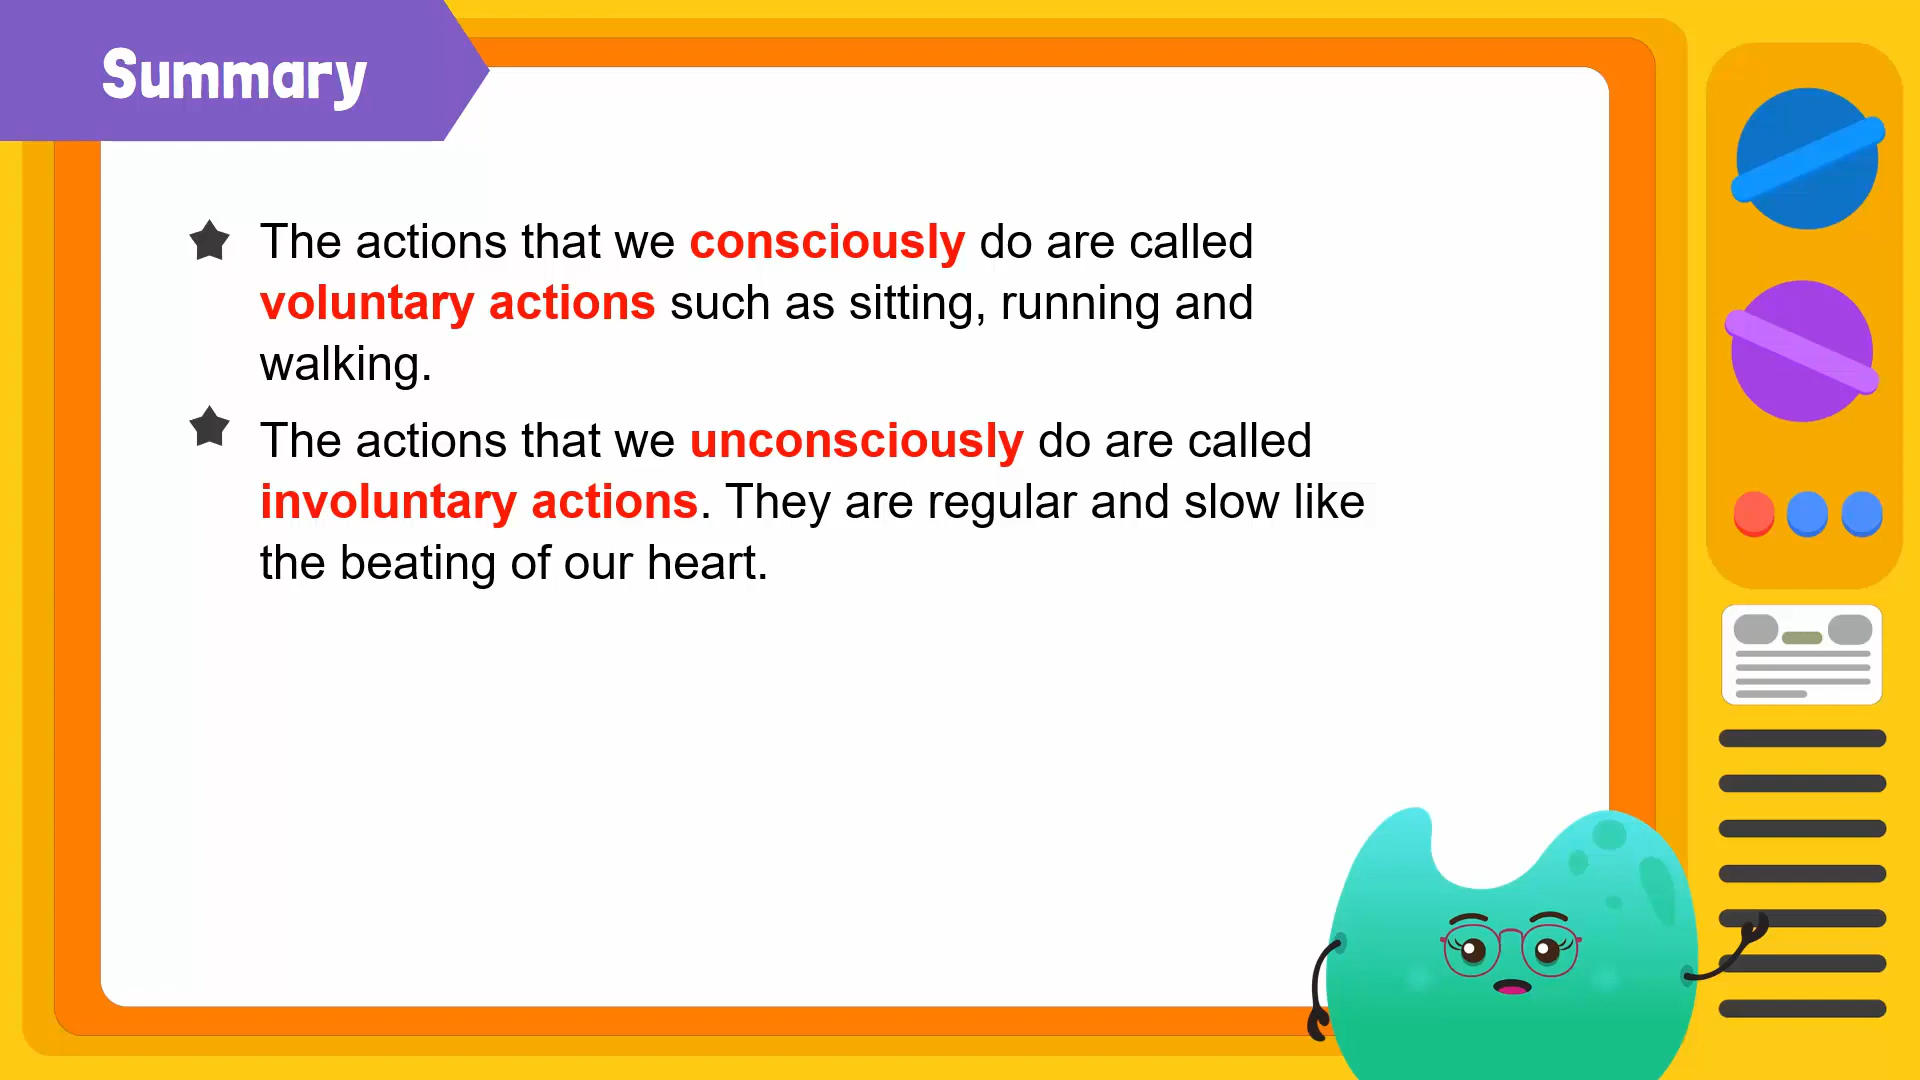 Summary
The actions that we consciously do are called
voluntary actions such as sitting, running and
walking.
The actions that we unconsciously do are called
involuntary actions. They are regular and slow like
the beating of our heart.